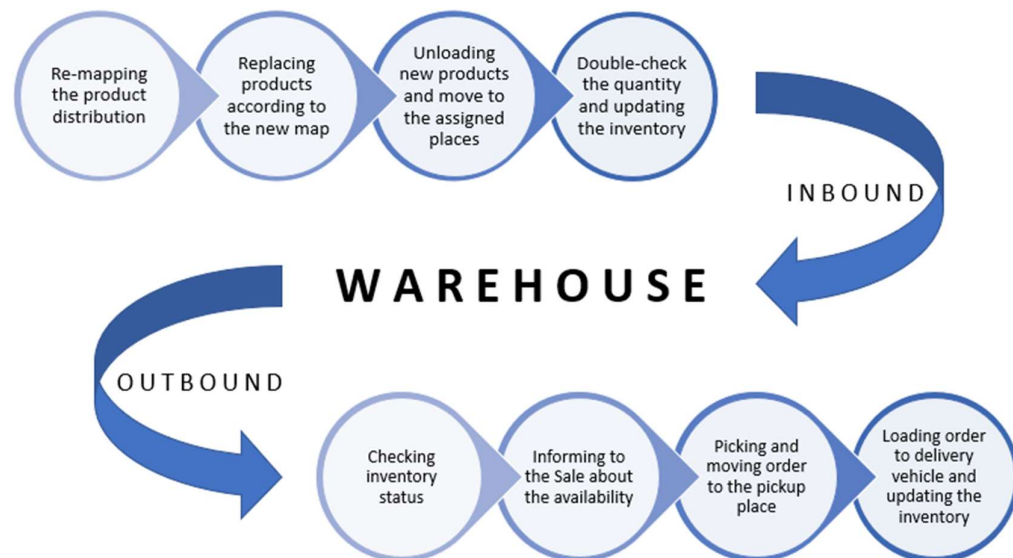 Re-mapping
the product
distribution
Replacing
products
according to
the new map
Unloading
new products
and move to
the assigned
places
Double-check
the quantity
and updating
the inventory
INBOUND
WAREHOUSE
OUTBOUND
Checking
inventory
status
Informing to
the Sale about
the availability
Picking and
moving order
to the pickup
place
Loading order
to delivery
vehicle and
updating the
inventory